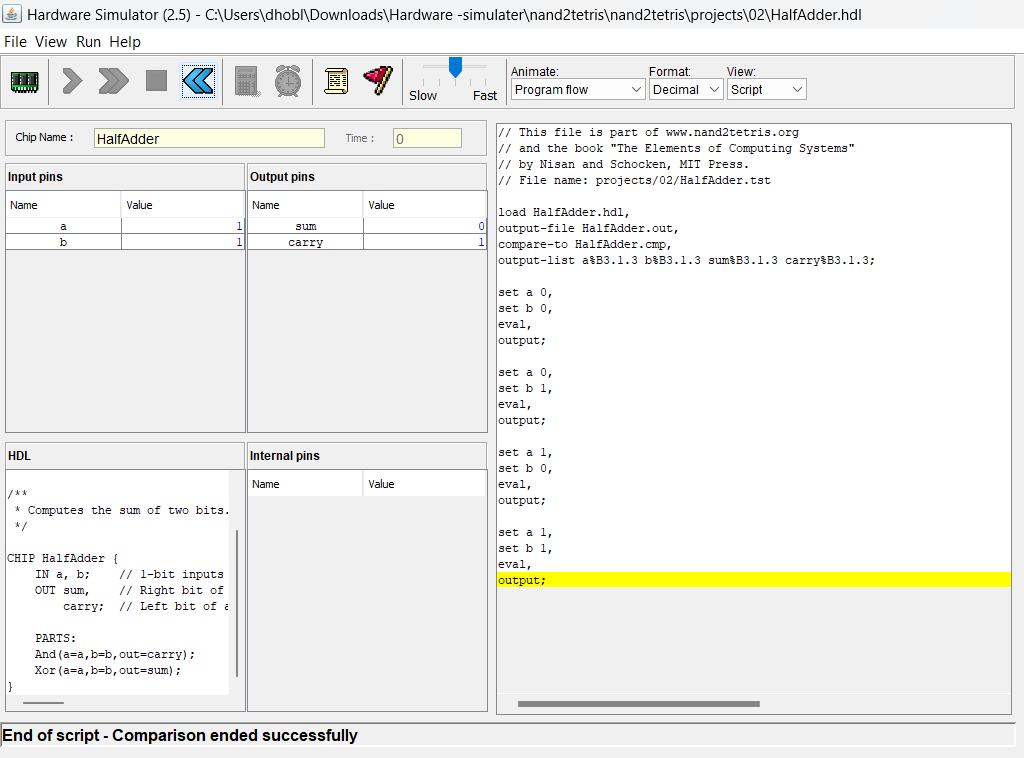 Hardware Simulator (2.5) - C:\Users\dhobl\Downloads\Hardware -simulater\nand2tetris\nand2tetris\projects\02\HalfAdder.hdl
File View Run Help
Slow Fast
Animate: Format: View:
Program flow Decimal Script
Chip Name : HalfAdder Time : 0
Input pins
Name Value
a 1
b 1
Output pins
Name Value
sum 0
carry 1
HDL
/**
* Computes the sum of two bits.
*/
CHIP HalfAdder {
IN a, b; // 1-bit inputs
OUT sum, // Right bit of
carry; // Left bit of a
PARTS:
And(a=a,b=b,out=carry);
Xor(a=a,b=b,out=sum);
}
Internal pins
Name Value
// This file is part of www.nand2tetris.org
// and the book "The Elements of Computing Systems"
// by Nisan and Schocken, MIT Press.
// File name: projects/02/HalfAdder.tst
load HalfAdder.hdl,
output-file HalfAdder.out,
compare-to HalfAdder.cmp,
output-list a%B3.1.3 b%B3.1.3 sum%B3.1.3 carry%B3.1.3;
set a 0,
set b 0,
eval,
output;
set a 0,
set b 1,
eval,
output;
set a 1,
set b 0,
eval,
output;
set a 1,
set b 1,
eval,
output;
End of script - Comparison ended successfully